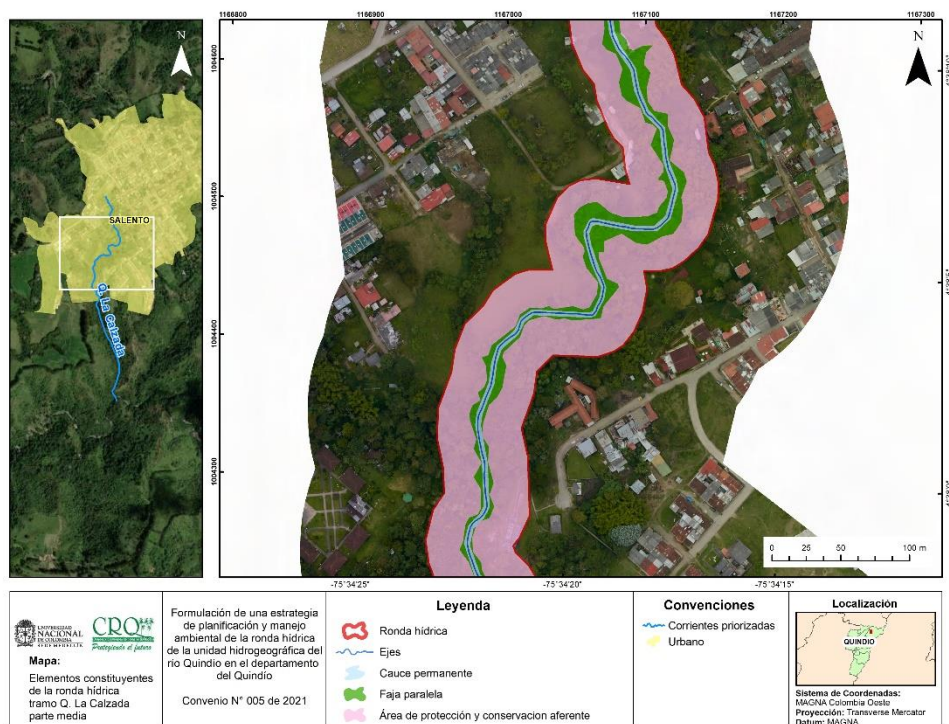 1166800
1166900
1167000
1167100
1167200
1167300
N
N
1004600
1004500
1004400
1004300
SALENTO
Q. La Calzada
0 25 50 100 m
-75°34'25"
-75°34'20"
-75°34'15"
UNIVERSIDAD
NACIONAL
DE COLOMBIA
SEDE MEDELLÍN
CRQ
Protegiendo el futuro
Mapa:
Elementos constituyentes
de la ronda hídrica
tramo Q. La Calzada
parte media
Formulación de una estrategia
de planificación y manejo
ambiental de la ronda hídrica
de la unidad hidrogeográfica del
río Quindío en el departamento
del Quindío
Convenio N° 005 de 2021
Leyenda
Ronda hídrica
Ejes
Cauce permanente
Faja paralela
Área de protección y conservacion aferente
Convenciones
Corrientes priorizadas
Urbano
Localización
QUINDIO
Sistema de Coordenadas:
MAGNA Colombia Oeste
Proyección: Transverse Mercator
Datum: MAGNA